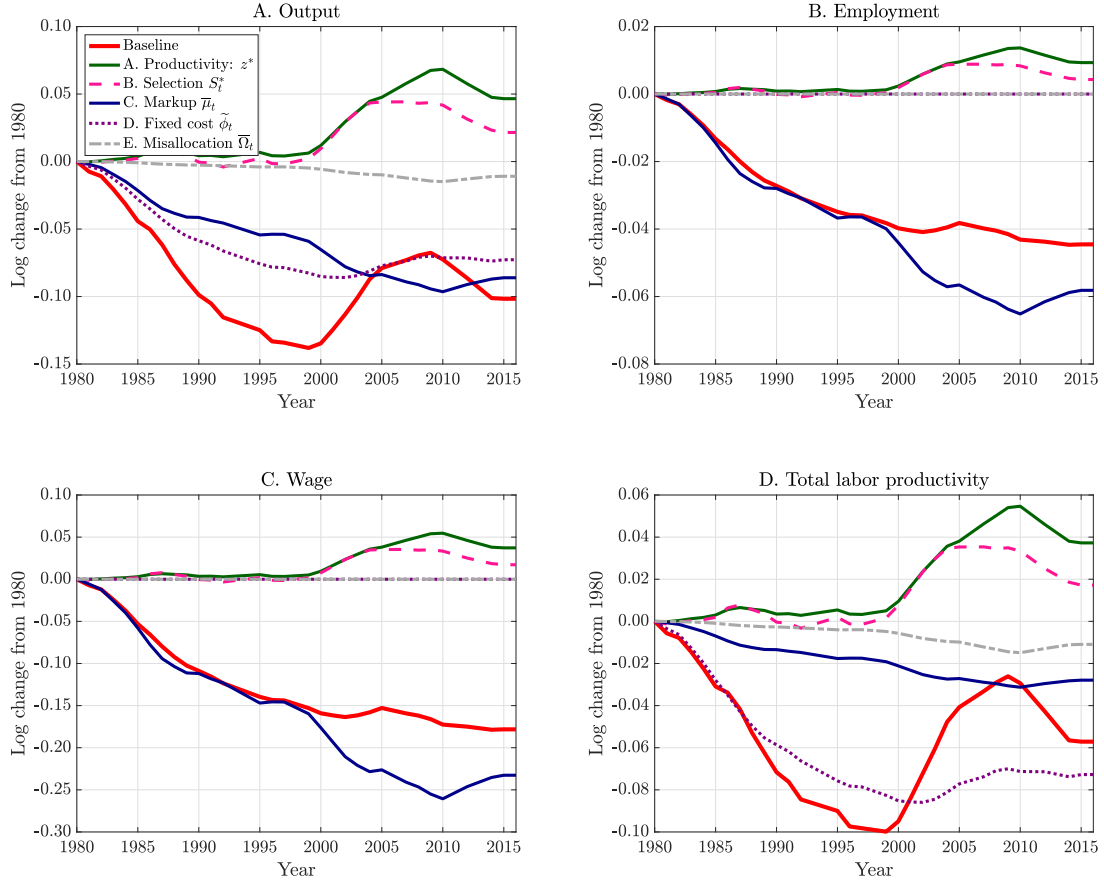 A. Output
Log change from 1980
0.10
0.05
0.00
-0.05
-0.10
-0.15
Baseline
A. Productivity: z*
B. Selection S*ₜ
C. Markup μ̅ₜ
D. Fixed cost ϕ̃ₜ
E. Misallocation Ω̅ₜ
1980 1985 1990 1995 2000 2005 2010 2015
Year
B. Employment
Log change from 1980
0.02
0.00
-0.02
-0.04
-0.06
-0.08
1980 1985 1990 1995 2000 2005 2010 2015
Year
C. Wage
Log change from 1980
0.10
0.05
0.00
-0.05
-0.10
-0.15
-0.20
-0.25
-0.30
1980 1985 1990 1995 2000 2005 2010 2015
Year
D. Total labor productivity
Log change from 1980
0.06
0.04
0.02
0.00
-0.02
-0.04
-0.06
-0.08
-0.10
1980 1985 1990 1995 2000 2005 2010 2015
Year